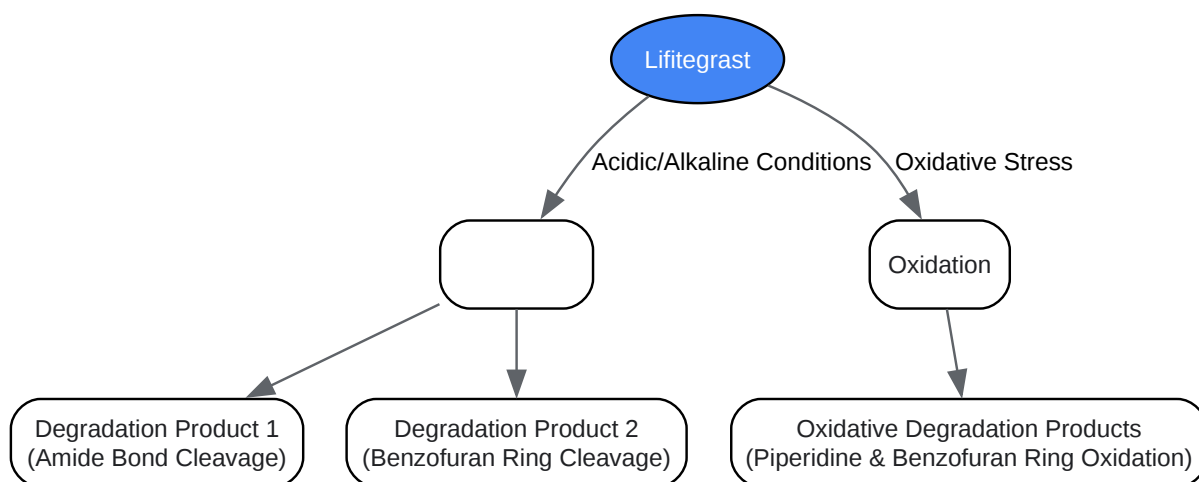 Lifitegrast
Acidic/Alkaline Conditions
Oxidative Stress
Oxidation
Degradation Product 1
(Amide Bond Cleavage)
Degradation Product 2
(Benzofuran Ring Cleavage)
Oxidative Degradation Products
(Piperidine & Benzofuran Ring Oxidation)